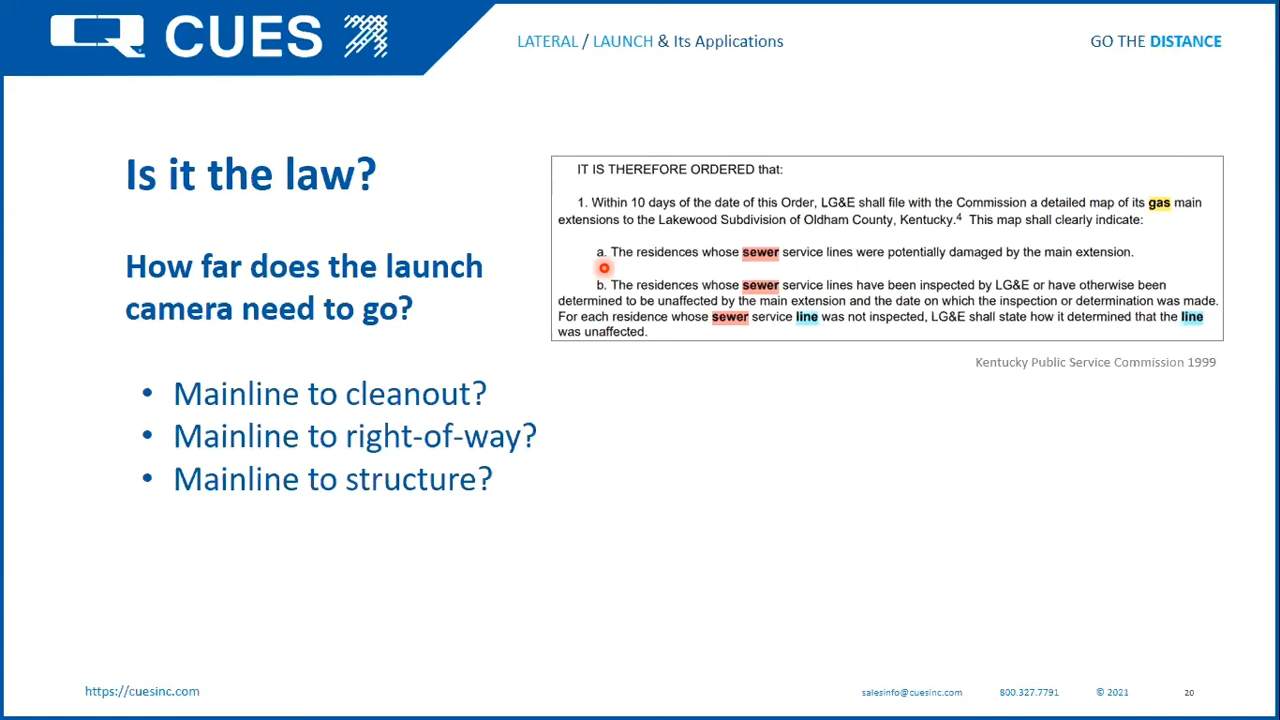 CUES
LATERAL / LAUNCH & Its Applications
GO THE DISTANCE
Is it the law?
How far does the launch
camera need to go?
• Mainline to cleanout?
• Mainline to right-of-way?
• Mainline to structure?
IT IS THEREFORE ORDERED that:
1. Within 10 days of the date of this Order, LG&E shall file with the Commission a detailed map of its gas main
extensions to the Lakewood Subdivision of Oldham County, Kentucky.4 This map shall clearly indicate:
a. The residences whose sewer service lines were potentially damaged by the main extension.
b. The residences whose sewer service lines have been inspected by LG&E or have otherwise been
determined to be unaffected by the main extension and the date on which the inspection or determination was made.
For each residence whose sewer service line was not inspected, LG&E shall state how it determined that the line
was unaffected.
Kentucky Public Service Commission 1999
https://cuesinc.com
salesinfo@cuesinc.com
800.327.7791
© 2021
20